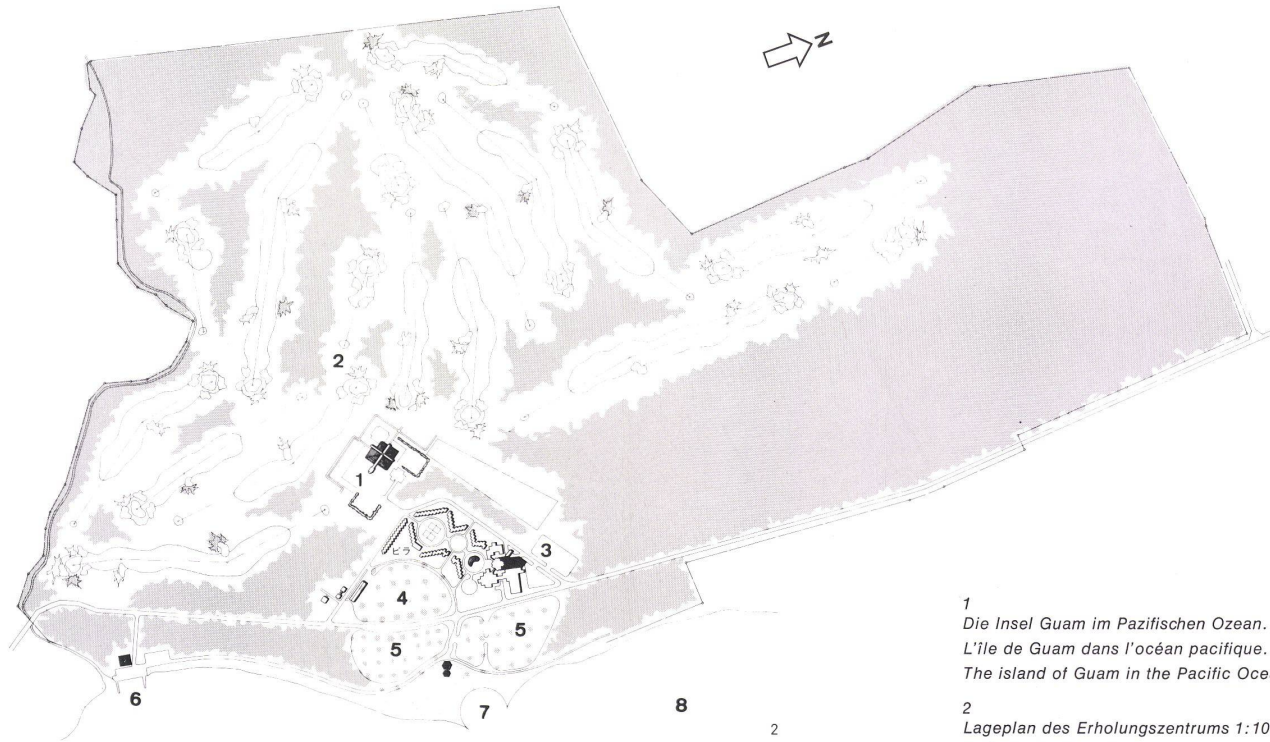 N
2
1
3
ビラ
4
5
5
6
7
8
2
1
Die Insel Guam im Pazifischen Ozean.
L'île de Guam dans l'océan pacifique.
The island of Guam in the Pacific Oce
2
Lageplan des Erholungszentrums 1:10